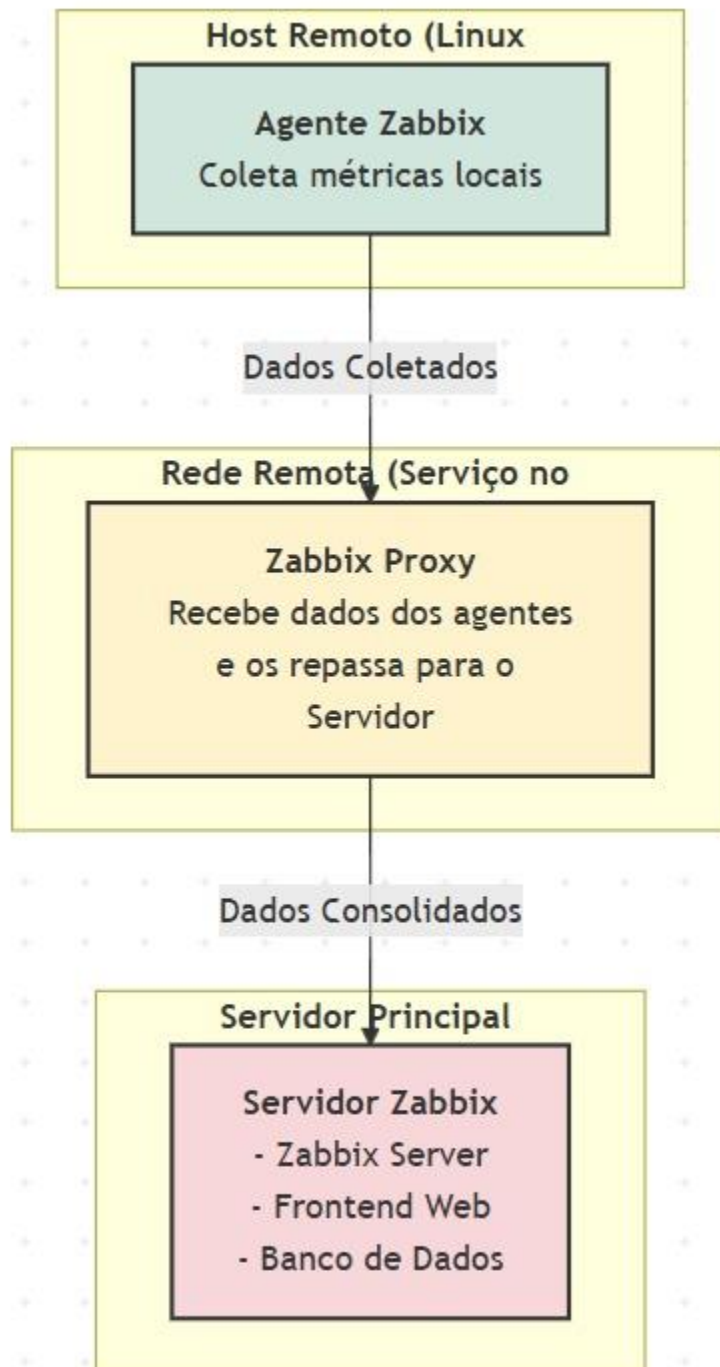 Host Remoto (Linux
Agente Zabbix
Coleta métricas locais
Dados Coletados
Rede Remota (Serviço no
Zabbix Proxy
Recebe dados dos agentes
e os repassa para o
Servidor
Dados Consolidados
Servidor Principal
Servidor Zabbix
- Zabbix Server
- Frontend Web
- Banco de Dados